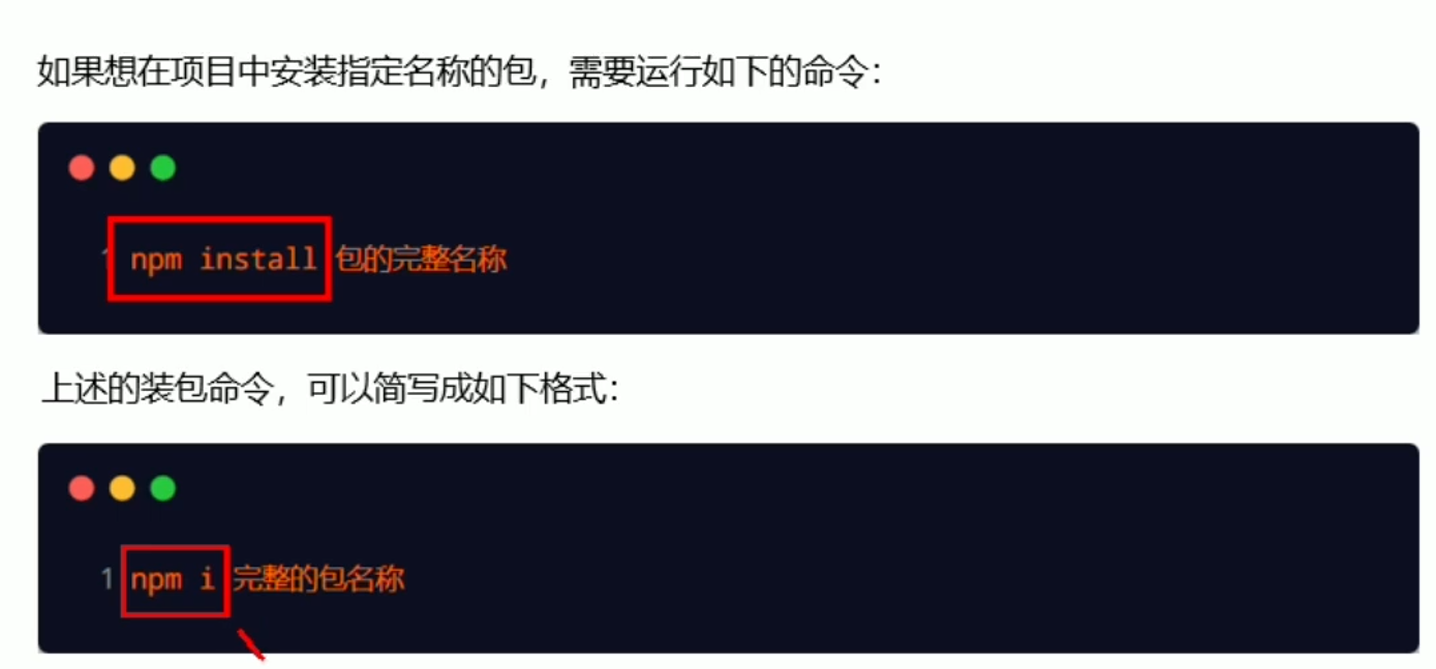 如果想在项目中安装指定名称的包，需要运行如下的命令：
1 npm install 包的完整名称
上述的装包命令，可以简写成如下格式：
1 npm i 完整的包名称